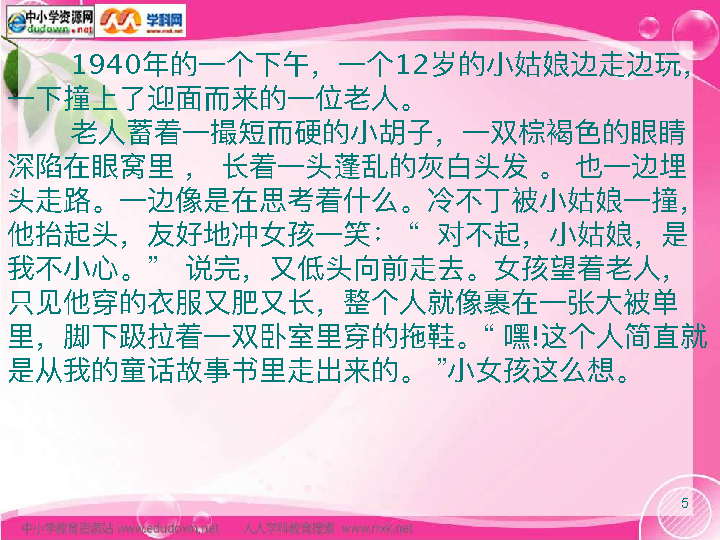 中小学资源网
edudown.net
学科网
www.nxk.net
1940年的一个下午，一个12岁的小姑娘边走边玩，
一下撞上了迎面而来的一位老人。
老人蓄着一撮短而硬的小胡子，一双棕褐色的眼睛
深陷在眼窝里 ， 长着一头蓬乱的灰白头发 。 也一边埋
头走路。一边像是在思考着什么。冷不丁被小姑娘一撞，
他抬起头，友好地冲女孩一笑：“ 对不起，小姑娘，是
我不小心。” 说完，又低头向前走去。女孩望着老人，
只见他穿的衣服又肥又长，整个人就像裹在一张大被单
里，脚下趿拉着一双卧室里穿的拖鞋。“ 嘿!这个人简直就
是从我的童话故事书里走出来的。 ”小女孩这么想。
5
中小学教育资源站 www.edudown.net 人人学科教育搜索 www.nxk.net